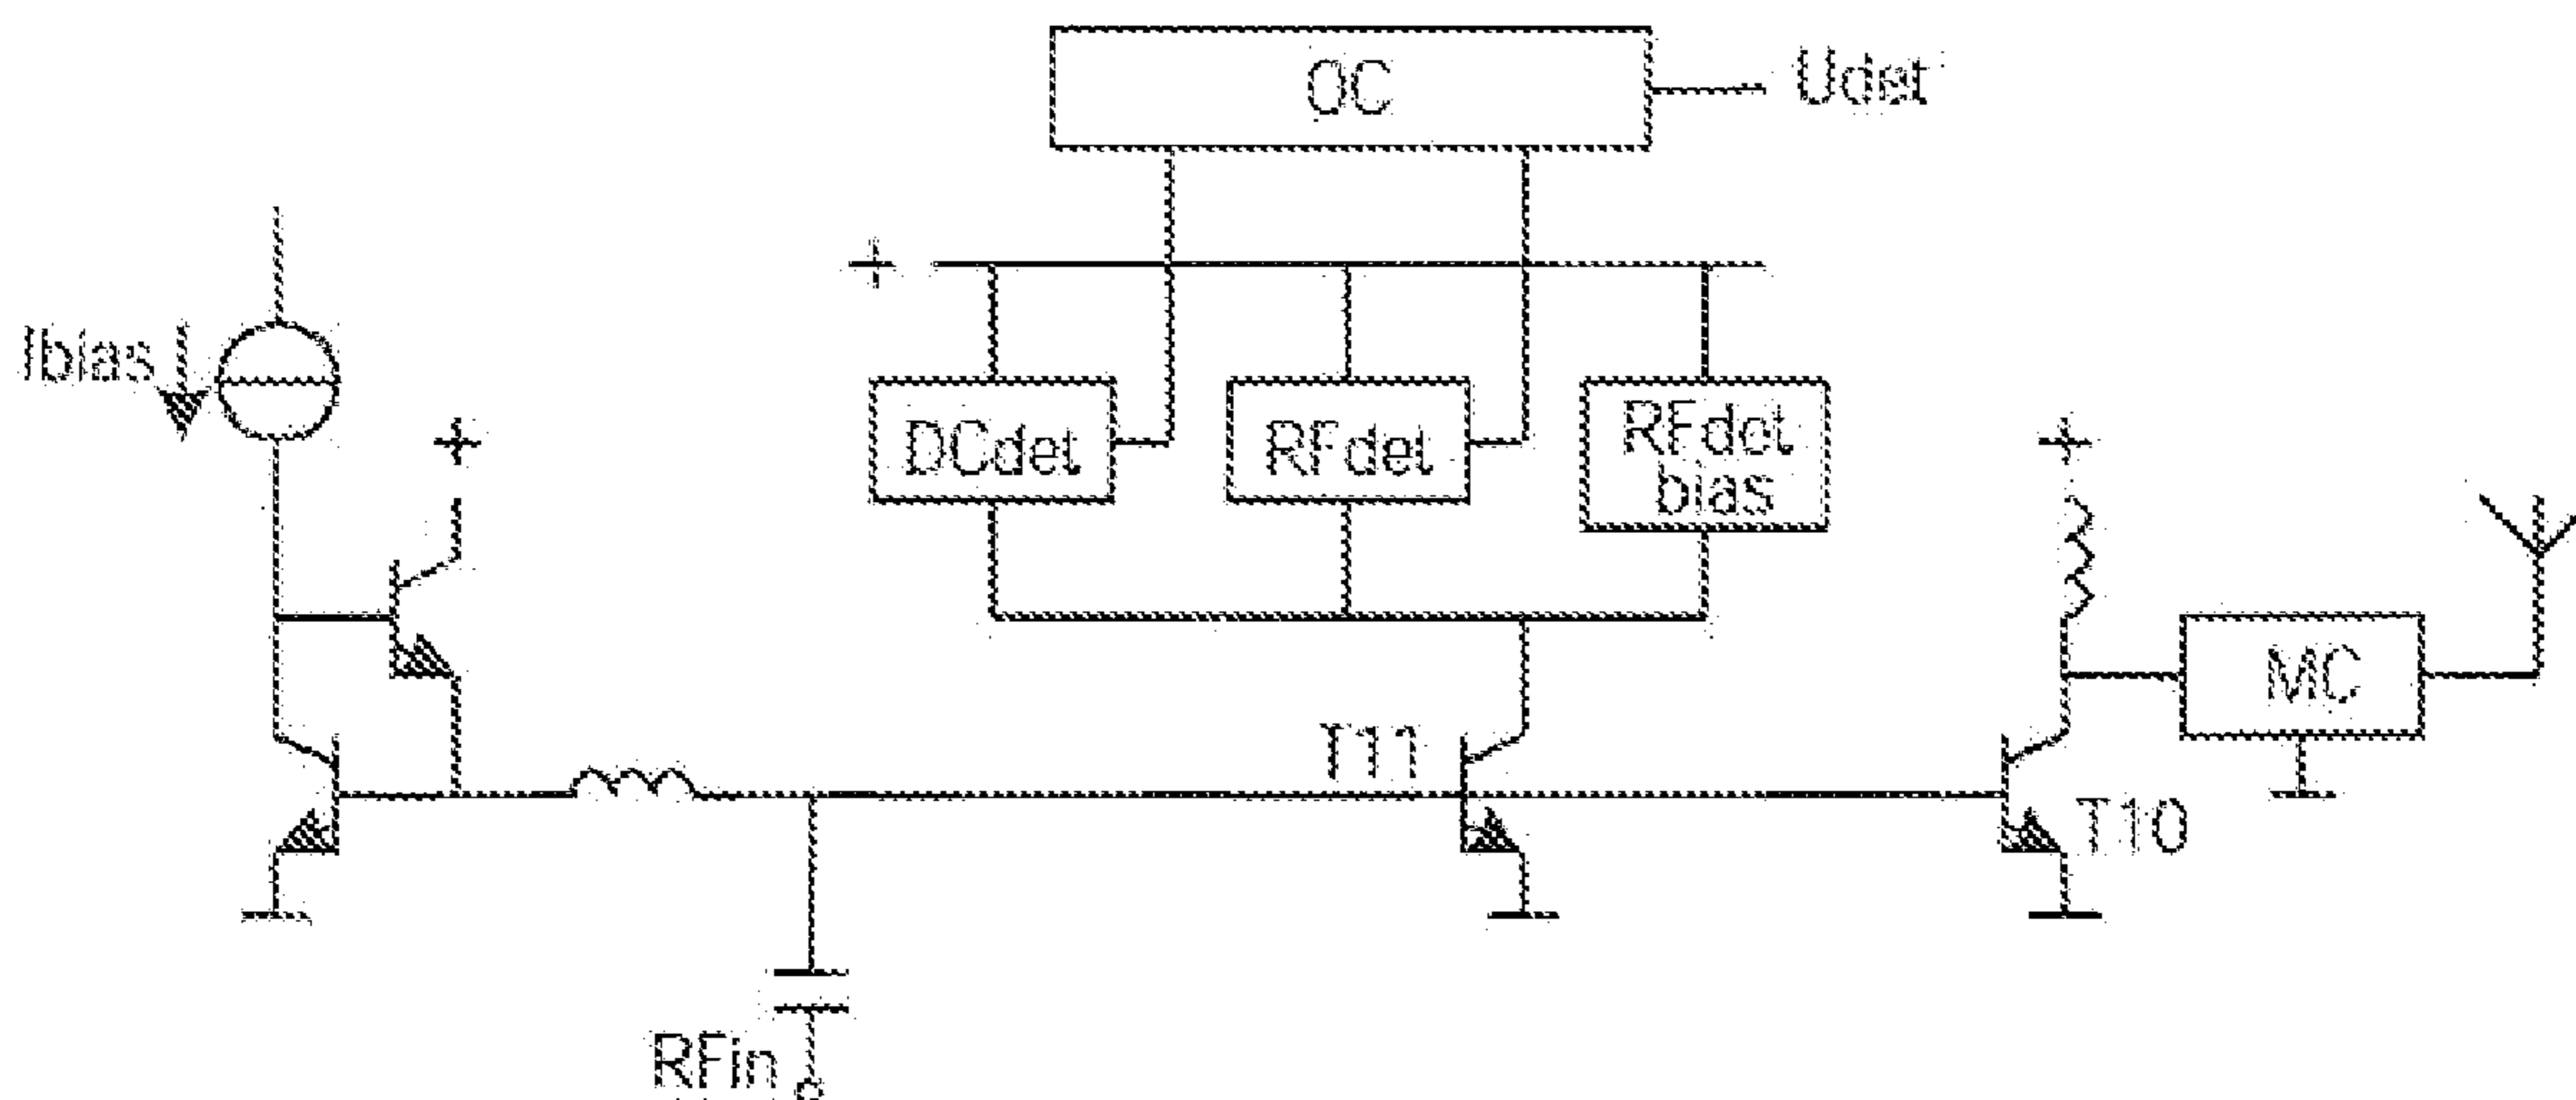 OC
Udet
Ibias
+
DCdet
RFdet
RFdet
bias
+
+
MC
T11
T10
RFin